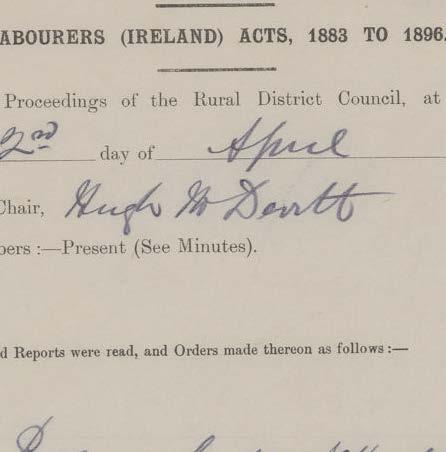 ABOURERS (IRELAND) ACTS, 1883 TO 1896.
Proceedings of the Rural District Council, at
2nd day of April
Chair, Hugh McDevitt
bers :—Present (See Minutes).
d Reports were read, and Orders made thereon as follows :—